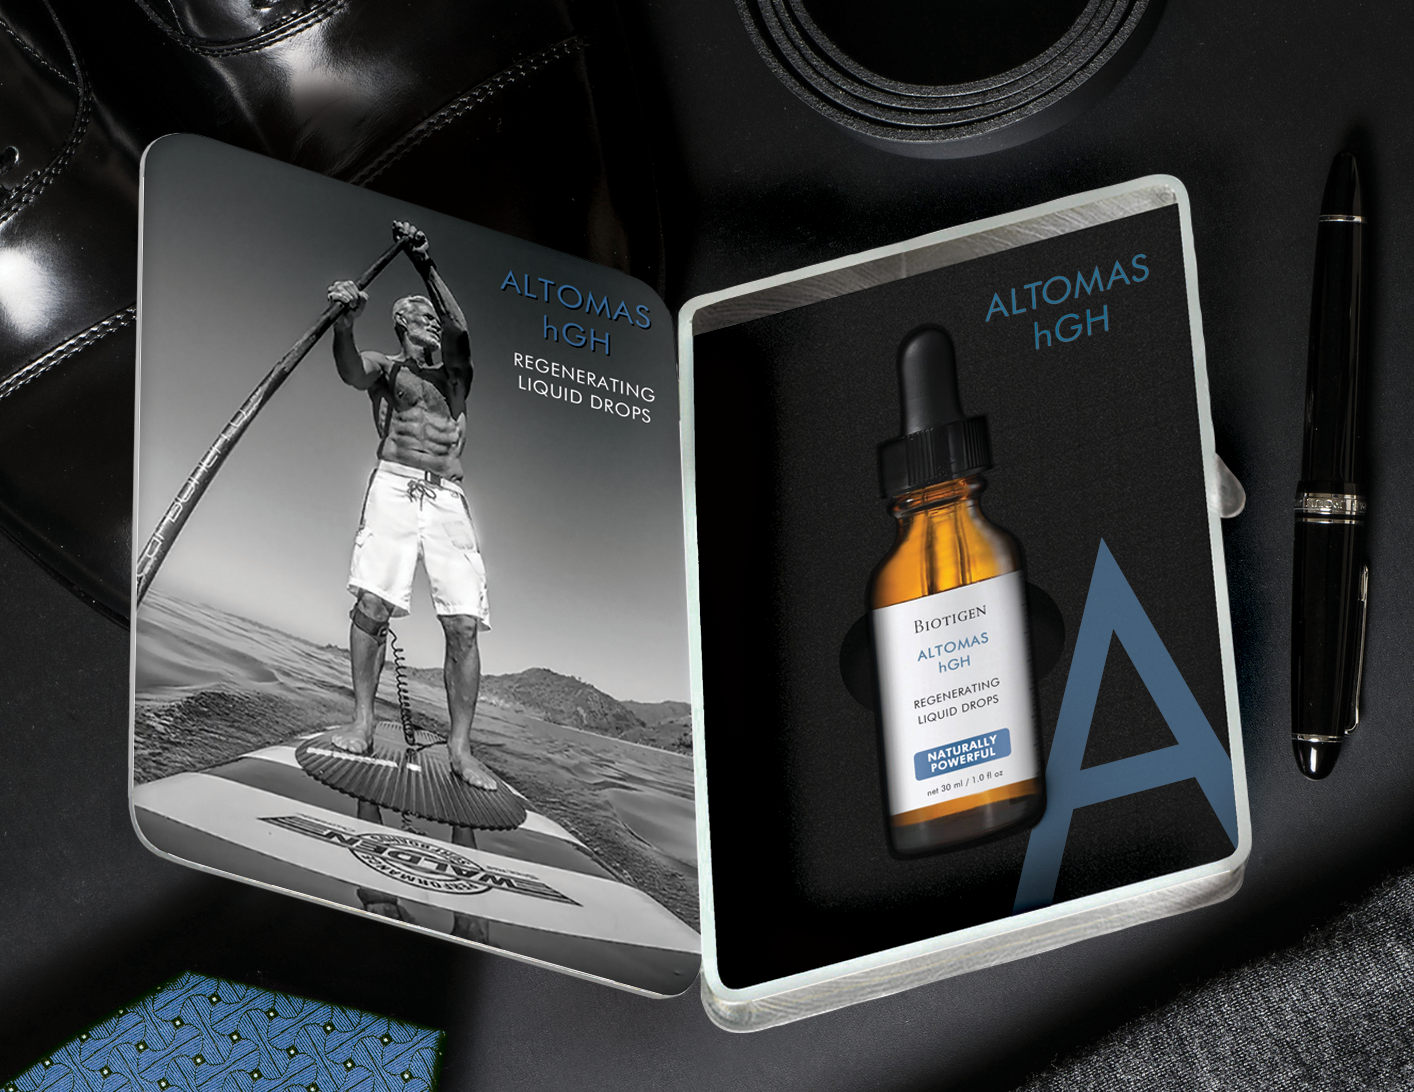 ALTOMAS
hGH
REGENERATING
LIQUID DROPS
WALDEN
ALTOMAS
hGH
BIOTIGEN
ALTOMAS
hGH
REGENERATING
LIQUID DROPS
NATURALLY
POWERFUL
net 30 ml / 1.0 fl oz
A